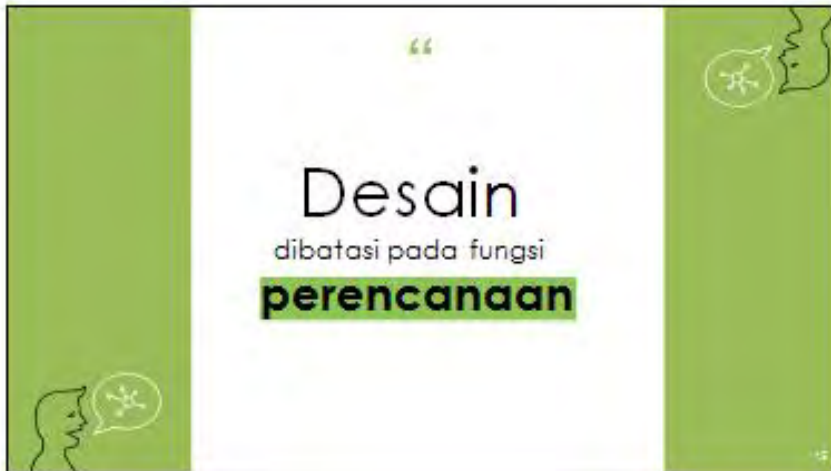 “
Desain
dibatasi pada fungsi
perencanaan